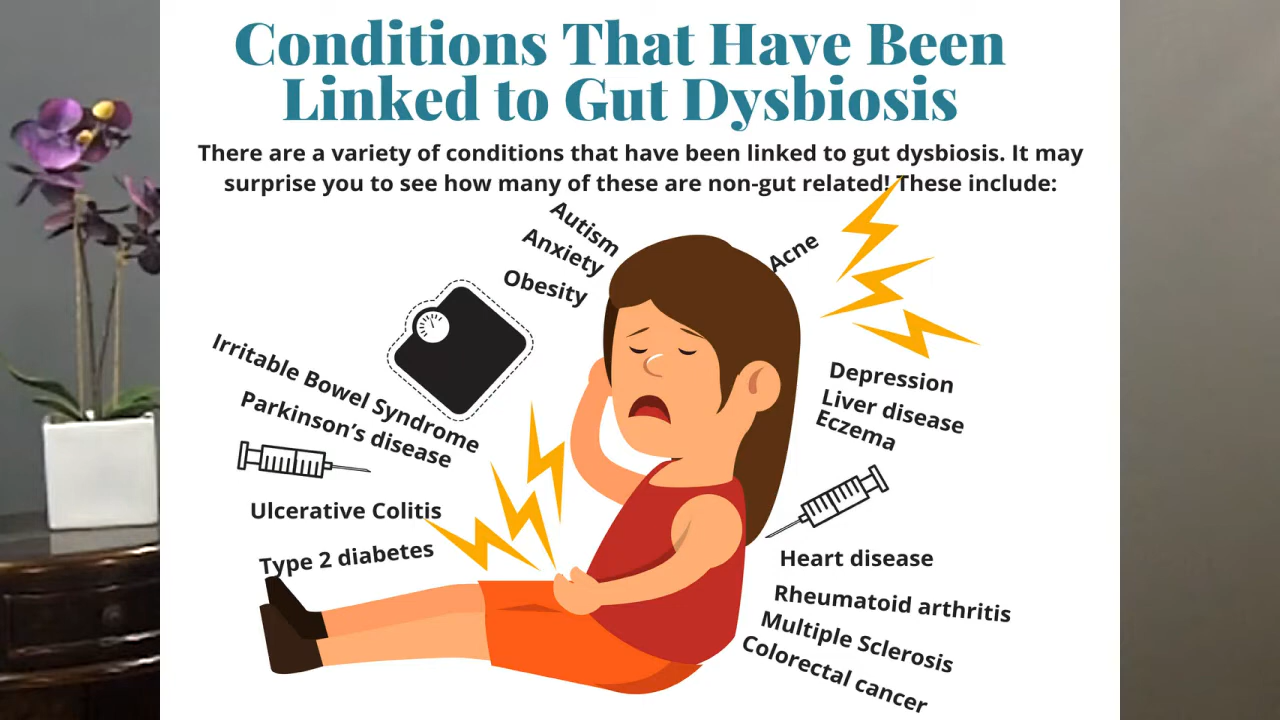 Conditions That Have Been
Linked to Gut Dysbiosis
There are a variety of conditions that have been linked to gut dysbiosis. It may
surprise you to see how many of these are non-gut related! These include:
Autism
Anxiety
Obesity
Acne
Irritable Bowel Syndrome
Parkinson's disease
Ulcerative Colitis
Type 2 diabetes
Depression
Liver disease
Eczema
Heart disease
Rheumatoid arthritis
Multiple Sclerosis
Colorectal cancer